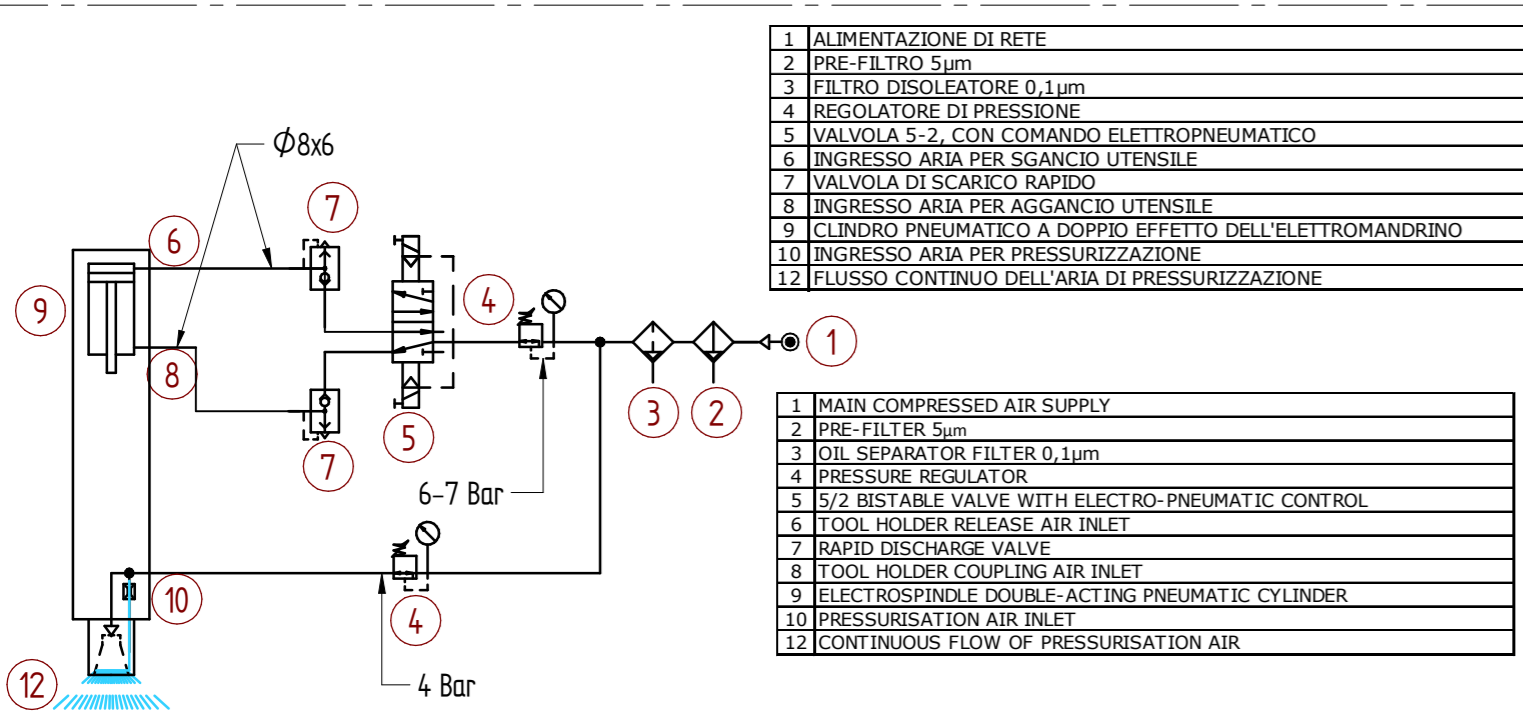 1 ALIMENTAZIONE DI RETE
2 PRE-FILTRO 5µm
3 FILTRO DISOLEATORE 0,1µm
4 REGOLATORE DI PRESSIONE
5 VALVOLA 5-2, CON COMANDO ELETTROPNEUMATICO
6 INGRESSO ARIA PER SGANCIO UTENSILE
7 VALVOLA DI SCARICO RAPIDO
8 INGRESSO ARIA PER AGGANCIO UTENSILE
9 CLINDRO PNEUMATICO A DOPPIO EFFETTO DELL'ELETTROMANDRINO
10 INGRESSO ARIA PER PRESSURIZZAZIONE
12 FLUSSO CONTINUO DELL'ARIA DI PRESSURIZZAZIONE
Φ8x6
7
6
4
9
1
8
3
2
5
7
6-7 Bar
10
4
12
4 Bar
1 MAIN COMPRESSED AIR SUPPLY
2 PRE-FILTER 5µm
3 OIL SEPARATOR FILTER 0,1µm
4 PRESSURE REGULATOR
5 5/2 BISTABLE VALVE WITH ELECTRO-PNEUMATIC CONTROL
6 TOOL HOLDER RELEASE AIR INLET
7 RAPID DISCHARGE VALVE
8 TOOL HOLDER COUPLING AIR INLET
9 ELECTROSPINDLE DOUBLE-ACTING PNEUMATIC CYLINDER
10 PRESSURISATION AIR INLET
12 CONTINUOUS FLOW OF PRESSURISATION AIR